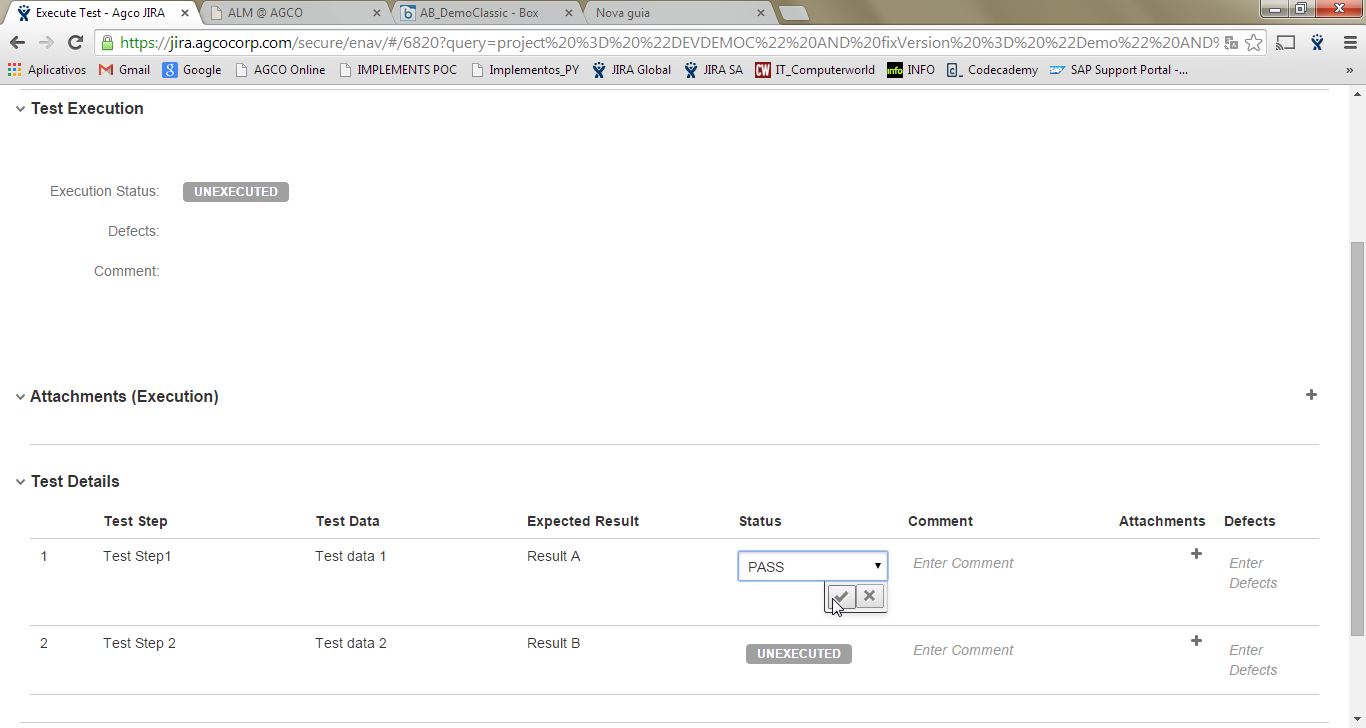 Execute Test - Agco JIRA
ALM @ AGCO
AB_DemoClassic - Box
Nova guia
https://jira.agcocorp.com/secure/enav/#/6820?query=project%20%3D%20%22DEVDEMOC%22%20AND%20fixVersion%20%3D%20%22Demo%22%20AND%
Aplicativos
Gmail
Google
AGCO Online
IMPLEMENTS POC
Implementos_PY
JIRA Global
JIRA SA
CW IT_Computerworld
info INFO
c_ Codecademy
SAP Support Portal -...
»
Test Execution
Execution Status: UNEXECUTED
Defects:
Comment:
Attachments (Execution)
Test Details
Test Step Test Data Expected Result Status Comment Attachments Defects
1 Test Step1 Test data 1 Result A PASS Enter Comment Enter
Defects
2 Test Step 2 Test data 2 Result B UNEXECUTED Enter Comment Enter
Defects